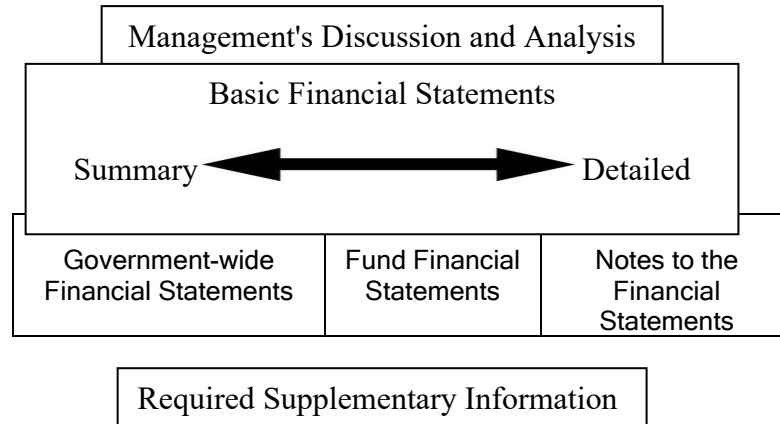 Management's Discussion and Analysis
Basic Financial Statements
Summary
Detailed
Government-wide
Financial Statements
Fund Financial
Statements
Notes to the
Financial
Statements
Required Supplementary Information